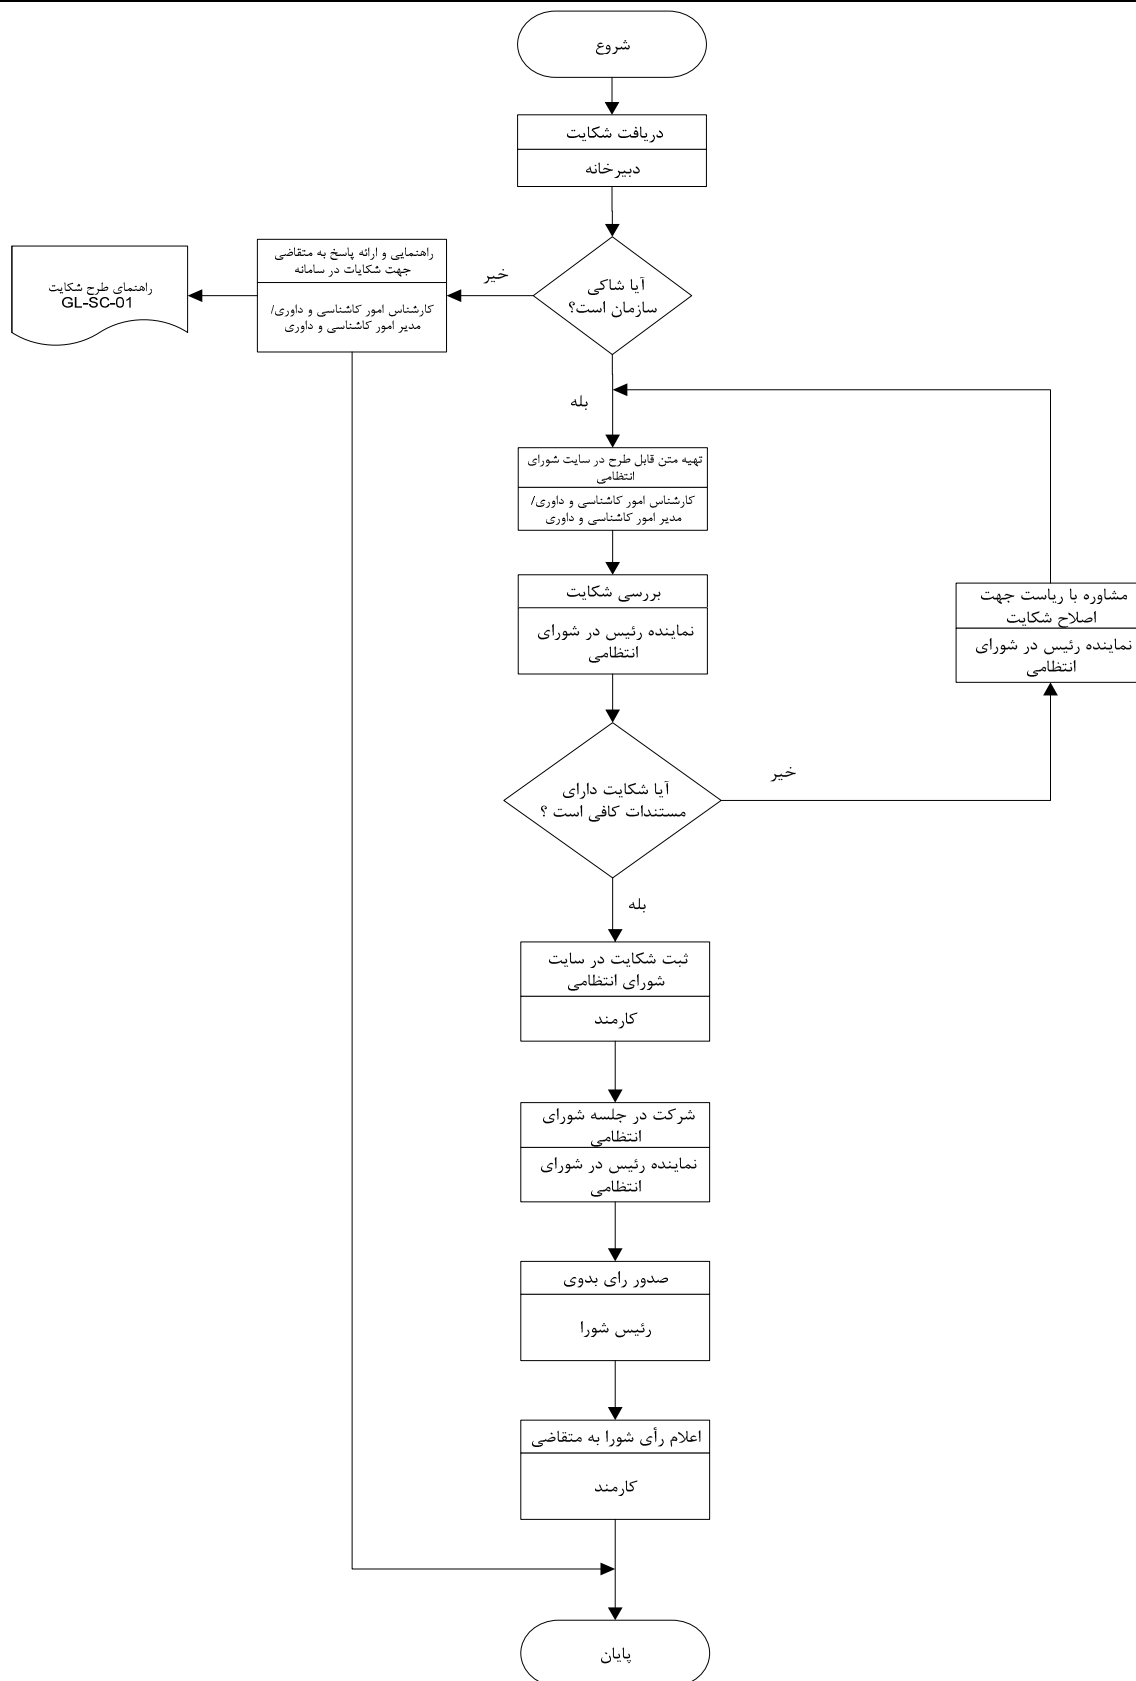 شروع
دریافت شکایت
دبیرخانه
آیا شاکی
سازمان است؟
خیر
راهنمایی و ارائه پاسخ به متقاضی
جهت شکایات در سامانه
کارشناس امور کاشناسی و داوری/
مدیر امور کاشناسی و داوری
راهنمای طرح شکایت
GL-SC-01
بله
تهیه متن قابل طرح در سایت شورای
انتظامی
کارشناس امور کاشناسی و داوری/
مدیر امور کاشناسی و داوری
بررسی شکایت
نماینده رئیس در شورای
انتظامی
مشاوره با ریاست جهت
اصلاح شکایت
نماینده رئیس در شورای
انتظامی
آیا شکایت دارای
مستندات کافی است ؟
خیر
بله
ثبت شکایت در سایت
شورای انتظامی
کارمند
شرکت در جلسه شورای
انتظامی
نماینده رئیس در شورای
انتظامی
صدور رای بدوی
رئیس شورا
اعلام رأی شورا به متقاضی
کارمند
پایان